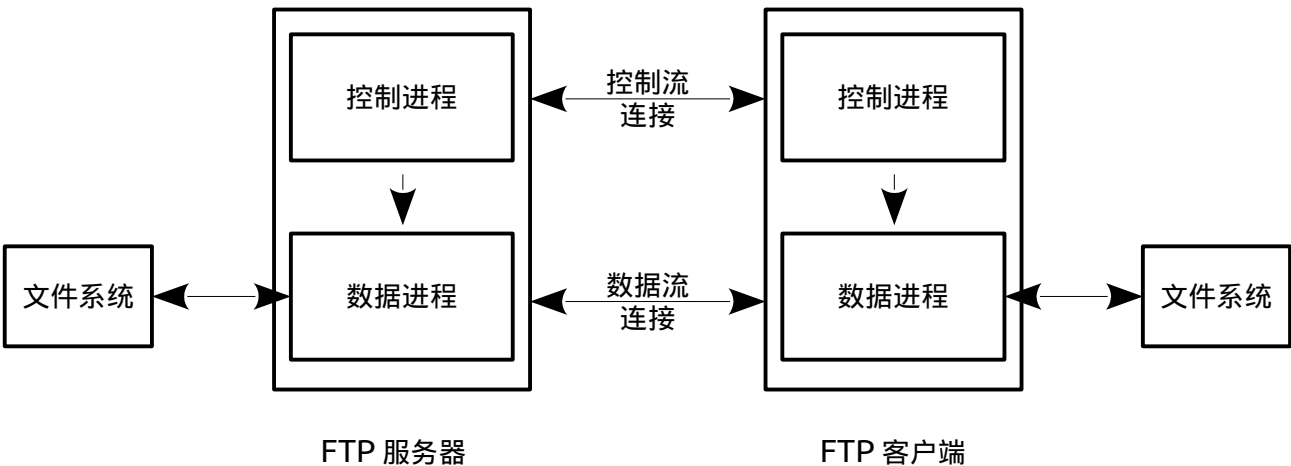 控制进程
控制流
连接
控制进程
文件系统
数据进程
数据流
连接
数据进程
文件系统
FTP 服务器
FTP 客户端